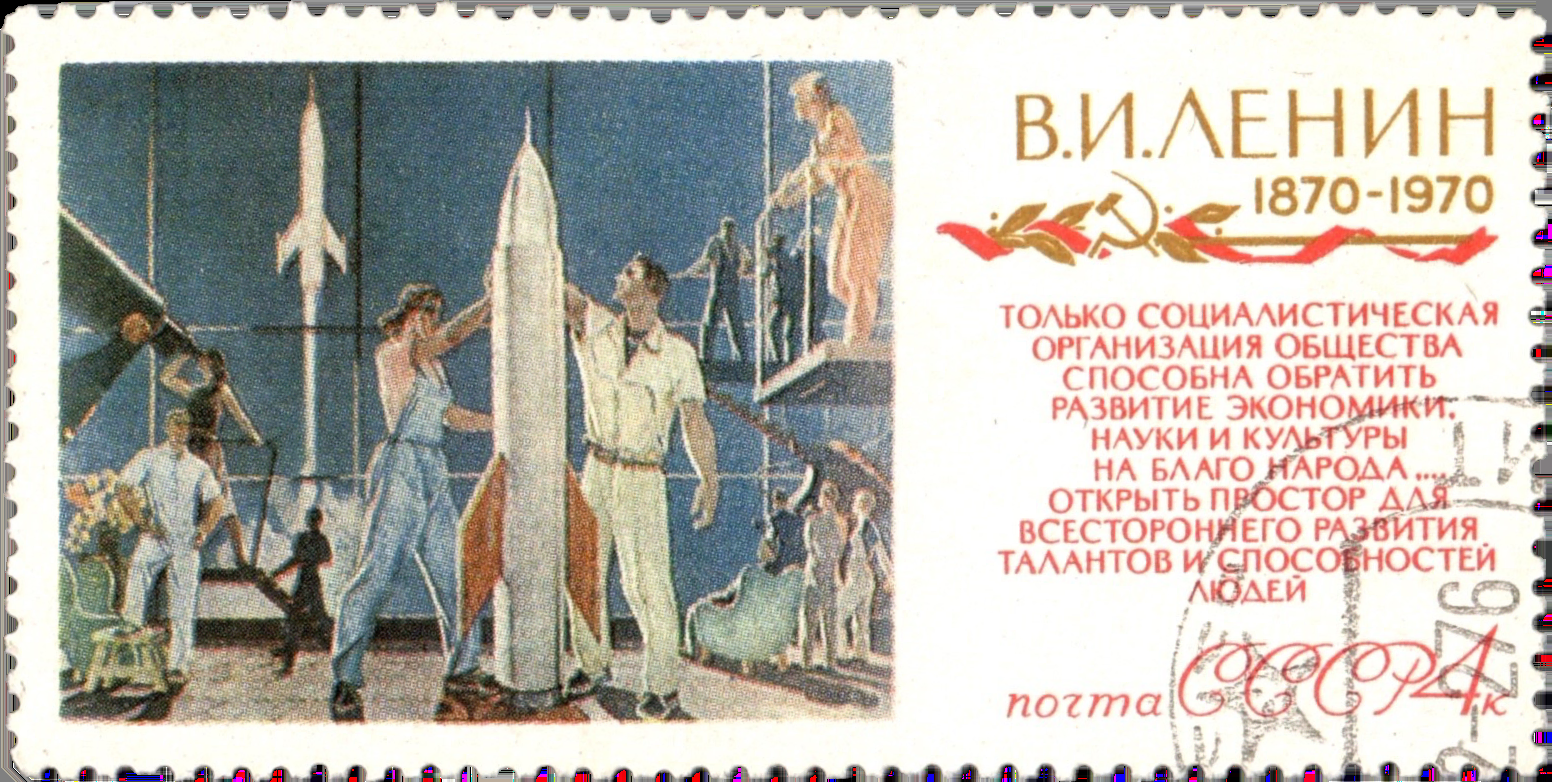 В.И.ЛЕНИН
1870-1970
ТОЛЬКО СОЦИАЛИСТИЧЕСКАЯ
ОРГАНИЗАЦИЯ ОБЩЕСТВА
СПОСОБНА ОБРАТИТЬ
РАЗВИТИЕ ЭКОНОМИКИ,
НАУКИ И КУЛЬТУРЫ
НА БЛАГО НАРОДА....
ОТКРЫТЬ ПРОСТОР ДЛЯ
ВСЕСТОРОННЕГО РАЗВИТИЯ
ТАЛАНТОВ И СПОСОБНОСТЕЙ
ЛЮДЕЙ
почта СССР 4к